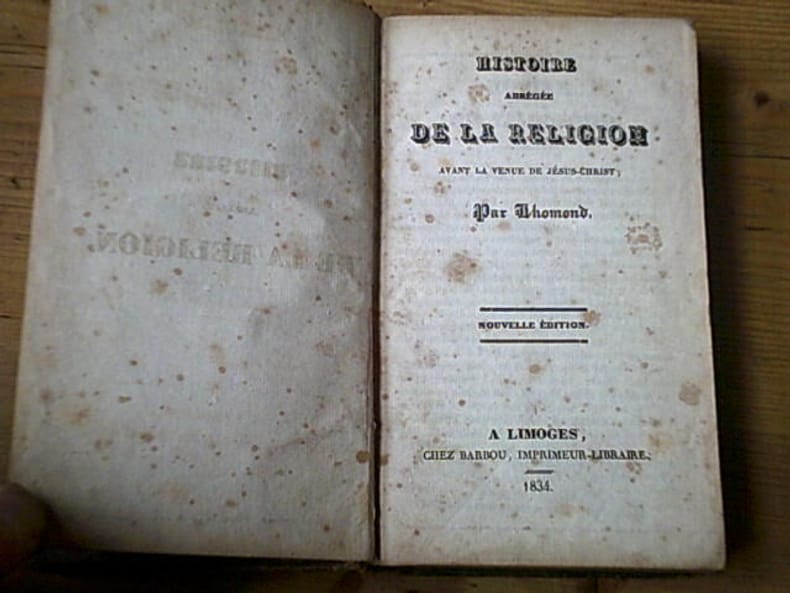 HISTOIRE
ABRÉGÉE
DE LA RELIGION
AVANT LA VENUE DE JÉSUS-CHRIST;
Par Lhomond.
NOUVELLE ÉDITION.
A LIMOGES,
CHEZ BARBOU, IMPRIMEUR-LIBRAIRE,
1834.